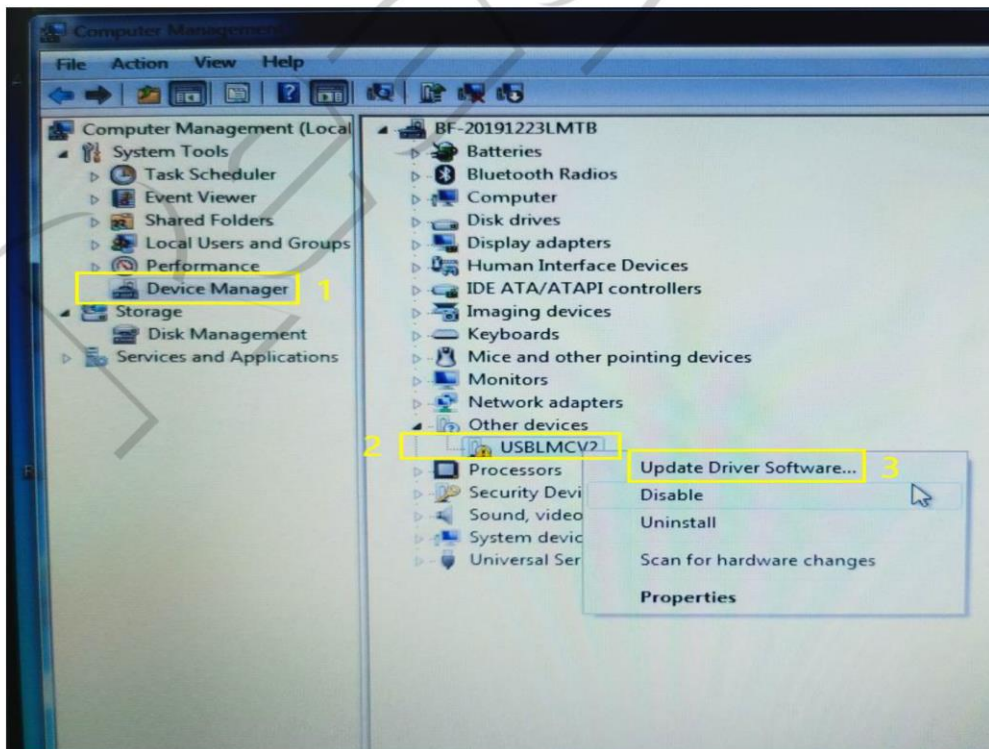 Computer Management
File Action View Help
Computer Management (Local
System Tools
Task Scheduler
Event Viewer
Shared Folders
Local Users and Groups
Performance
Device Manager
1
Storage
Disk Management
Services and Applications
BF-20191223LMTB
Batteries
Bluetooth Radios
Computer
Disk drives
Display adapters
Human Interface Devices
IDE ATA/ATAPI controllers
Imaging devices
Keyboards
Mice and other pointing devices
Monitors
Network adapters
Other devices
2
USBLMCV2
Processors
Security Devi
Sound, video
System devic
Universal Ser
Update Driver Software...
3
Disable
Uninstall
Scan for hardware changes
Properties